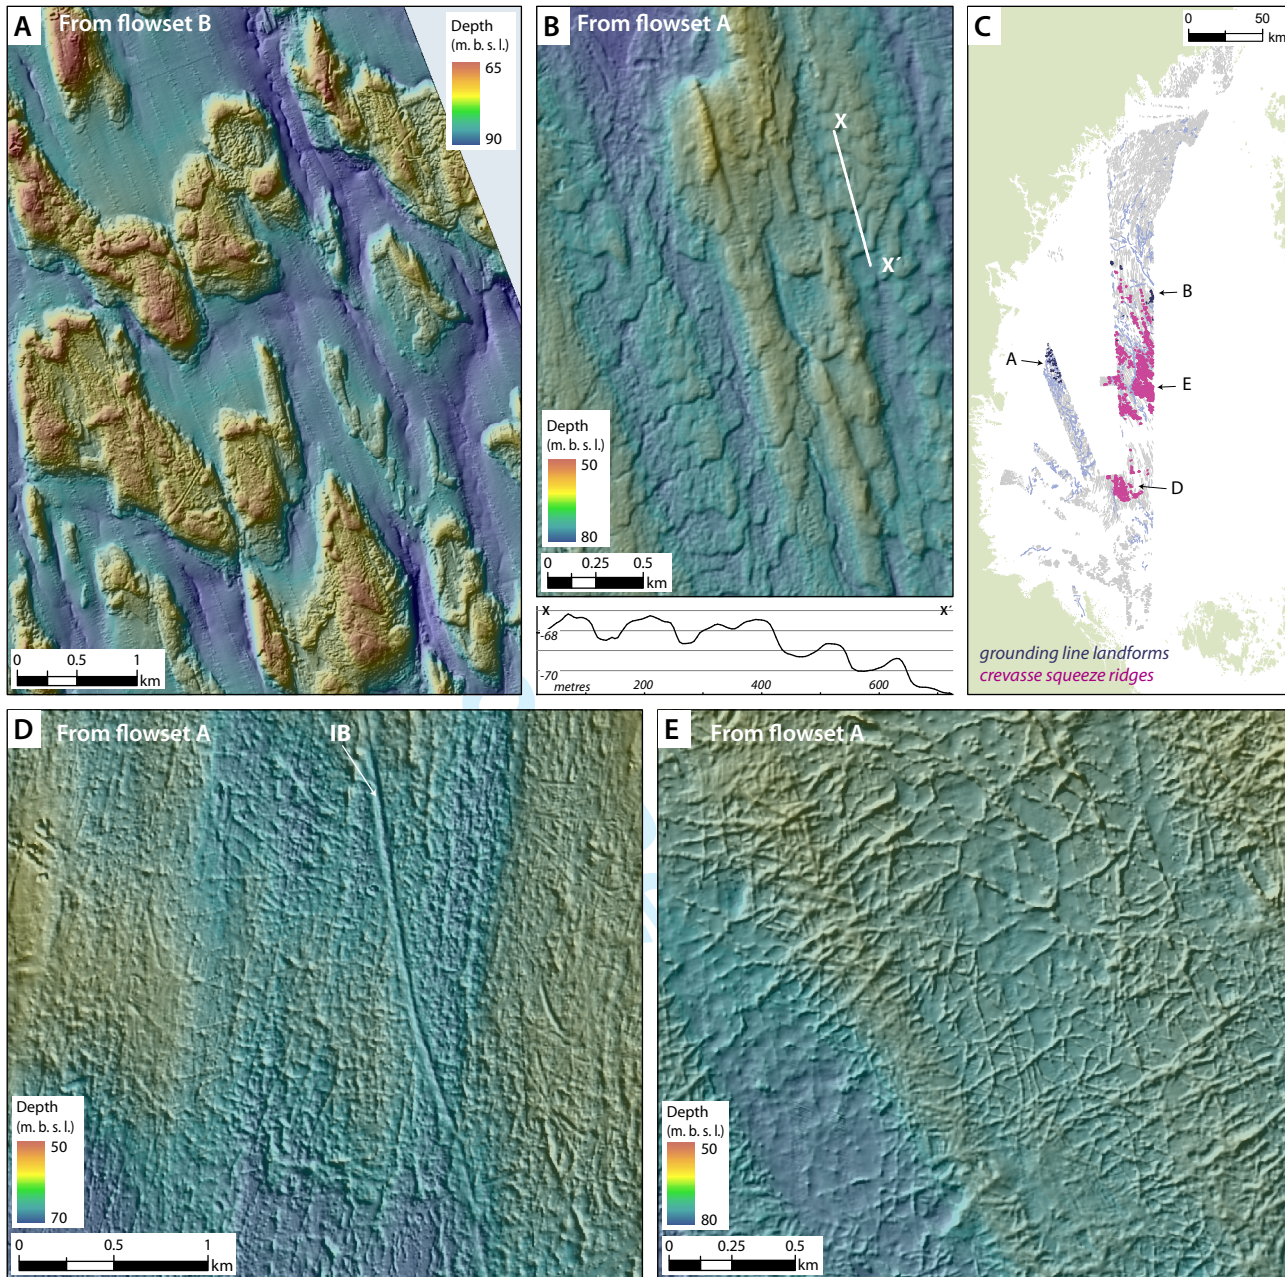 A From flowset B
Depth
(m. b. s. l.)
65
90
0 0.5 1
km
B From flowset A
X
X´
Depth
(m. b. s. l.)
50
80
0 0.25 0.5
km
X X´
-68
-70
metres 200 400 600
C
0 50
km
B
A
E
D
grounding line landforms
crevasse squeeze ridges
D From flowset A
IB
Depth
(m. b. s. l.)
50
70
0 0.5 1
km
E From flowset A
Depth
(m. b. s. l.)
50
80
0 0.25 0.5
km